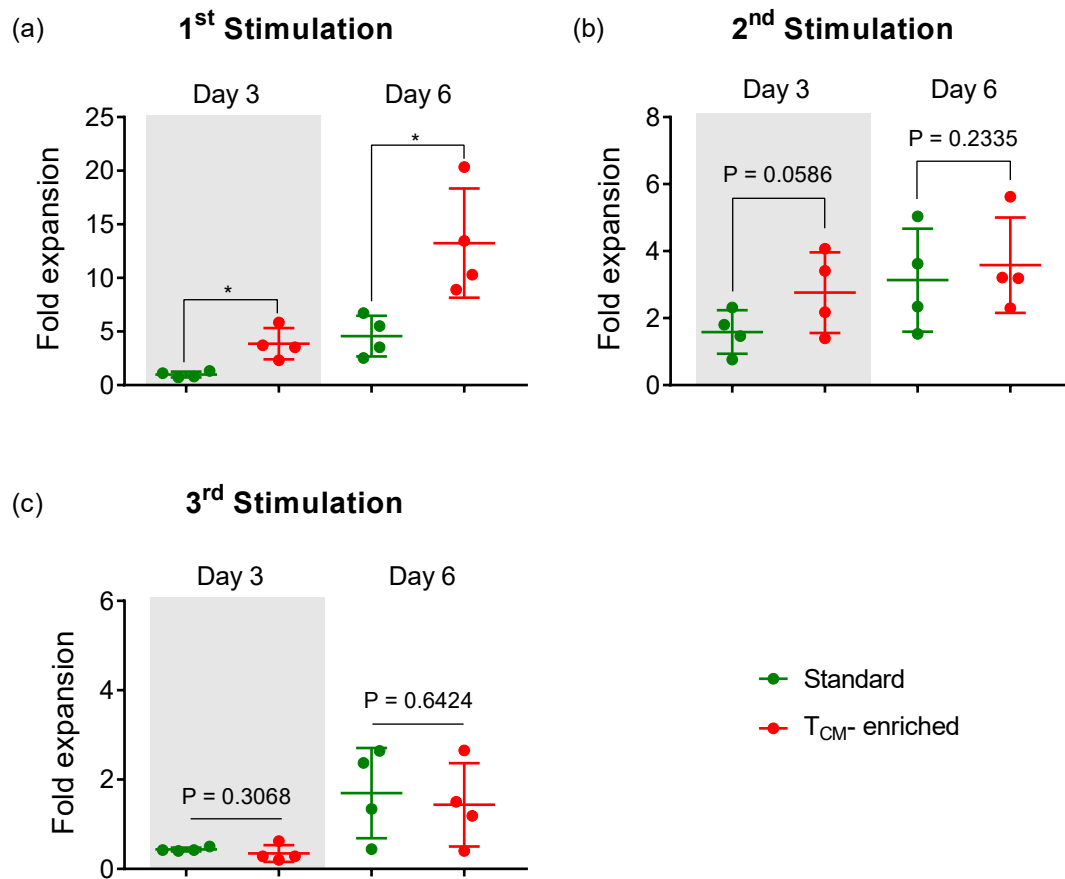 (a)
1st Stimulation
Day 3
Day 6
Fold expansion
25
20
15
10
5
0
*
*
(b)
2nd Stimulation
Day 3
Day 6
Fold expansion
8
6
4
2
0
P = 0.0586
P = 0.2335
(c)
3rd Stimulation
Day 3
Day 6
Fold expansion
6
4
2
0
P = 0.3068
P = 0.6424
Standard
TCM- enriched